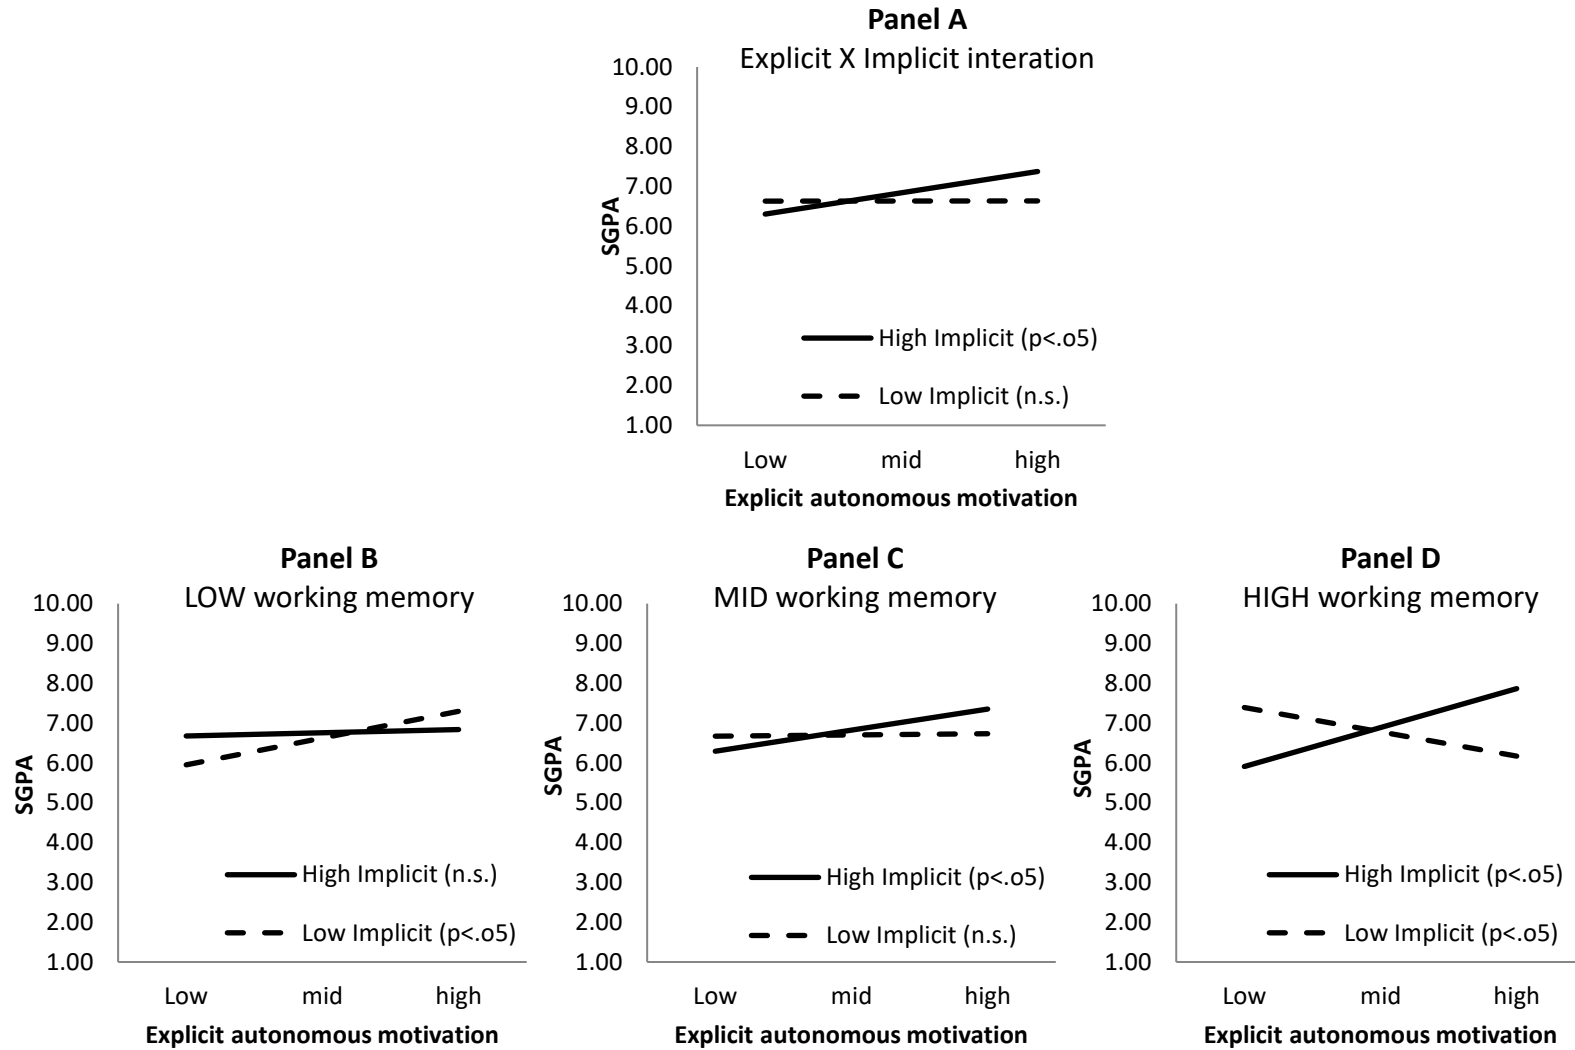 Panel A
Explicit X Implicit interation
10.00
9.00
8.00
7.00
6.00
5.00
4.00
3.00
2.00
1.00
SGPA
High Implicit (p<.o5)
Low Implicit (n.s.)
Low mid high
Explicit autonomous motivation
Panel B
LOW working memory
10.00
9.00
8.00
7.00
6.00
5.00
4.00
3.00
2.00
1.00
SGPA
High Implicit (n.s.)
Low Implicit (p<.o5)
Low mid high
Explicit autonomous motivation
Panel C
MID working memory
10.00
9.00
8.00
7.00
6.00
5.00
4.00
3.00
2.00
1.00
SGPA
High Implicit (p<.o5)
Low Implicit (n.s.)
Low mid high
Explicit autonomous motivation
Panel D
HIGH working memory
10.00
9.00
8.00
7.00
6.00
5.00
4.00
3.00
2.00
1.00
SGPA
High Implicit (p<.o5)
Low Implicit (p<.o5)
Low mid high
Explicit autonomous motivation